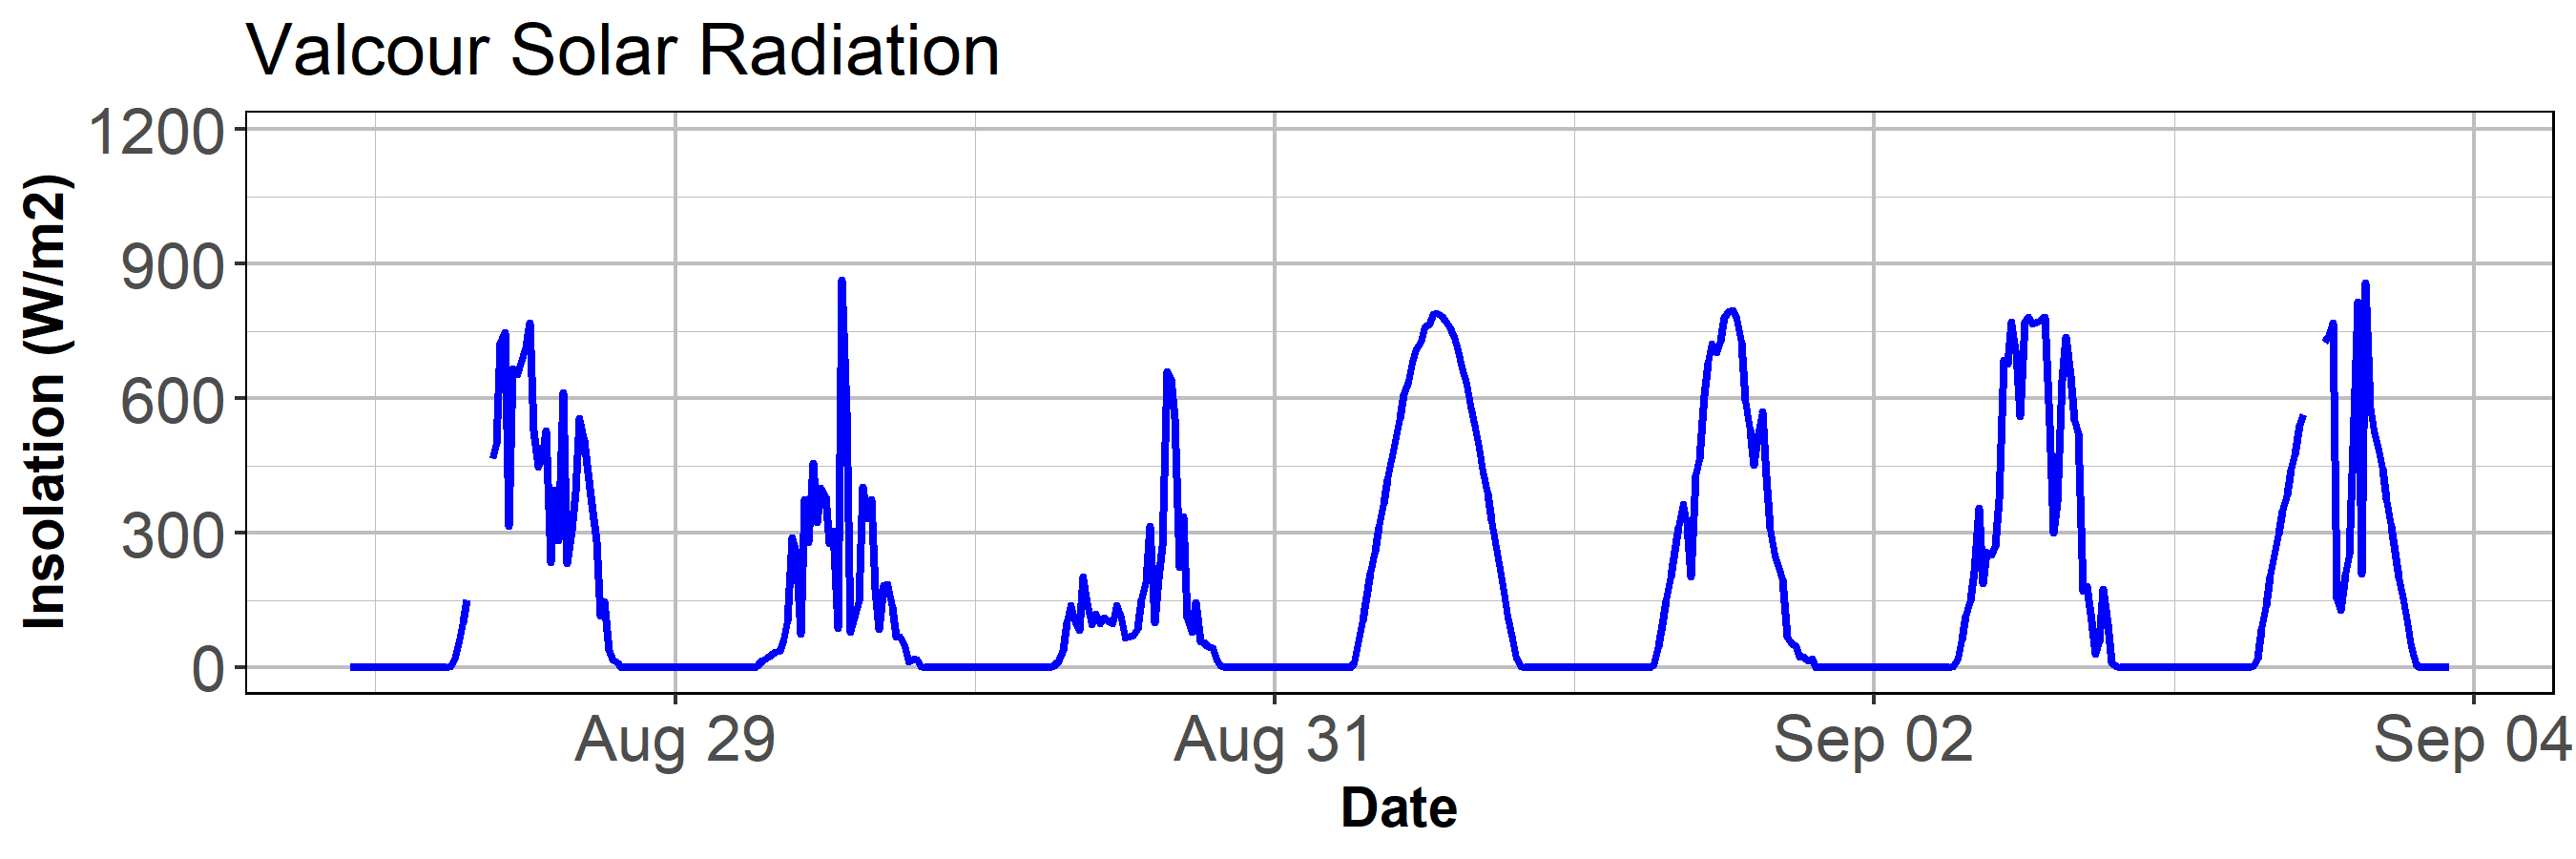 Valcour Solar Radiation
1200
900
600
300
0
Insolation (W/m2)
Aug 29
Aug 31
Sep 02
Sep 04
Date